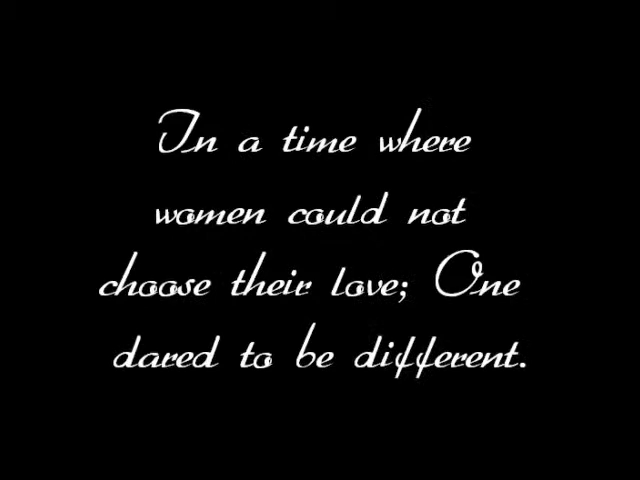 In a time where
women could not
choose their love; One
dared to be different.